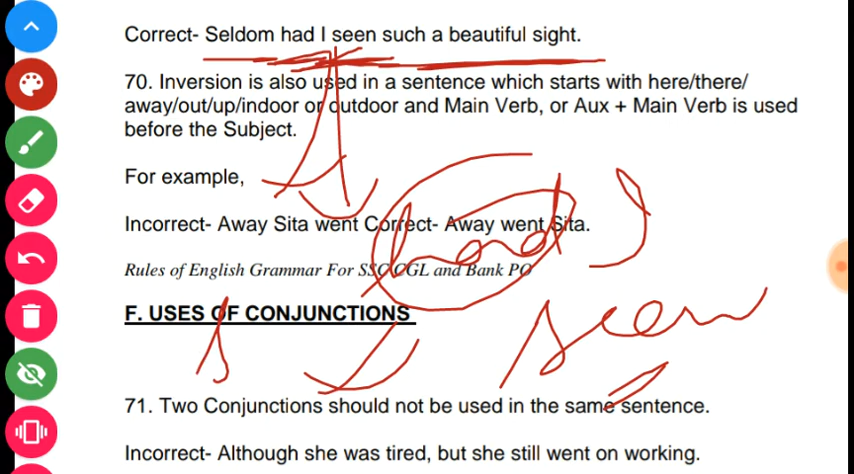 Correct- Seldom had I seen such a beautiful sight.
70. Inversion is also used in a sentence which starts with here/there/
away/out/up/indoor or outdoor and Main Verb, or Aux + Main Verb is used
before the Subject.
For example,
Incorrect- Away Sita went Correct- Away went Sita.
had I
Rules of English Grammar For SSC CGL and Bank PO
F. USES OF CONJUNCTIONS
seen
71. Two Conjunctions should not be used in the same sentence.
Incorrect- Although she was tired, but she still went on working.